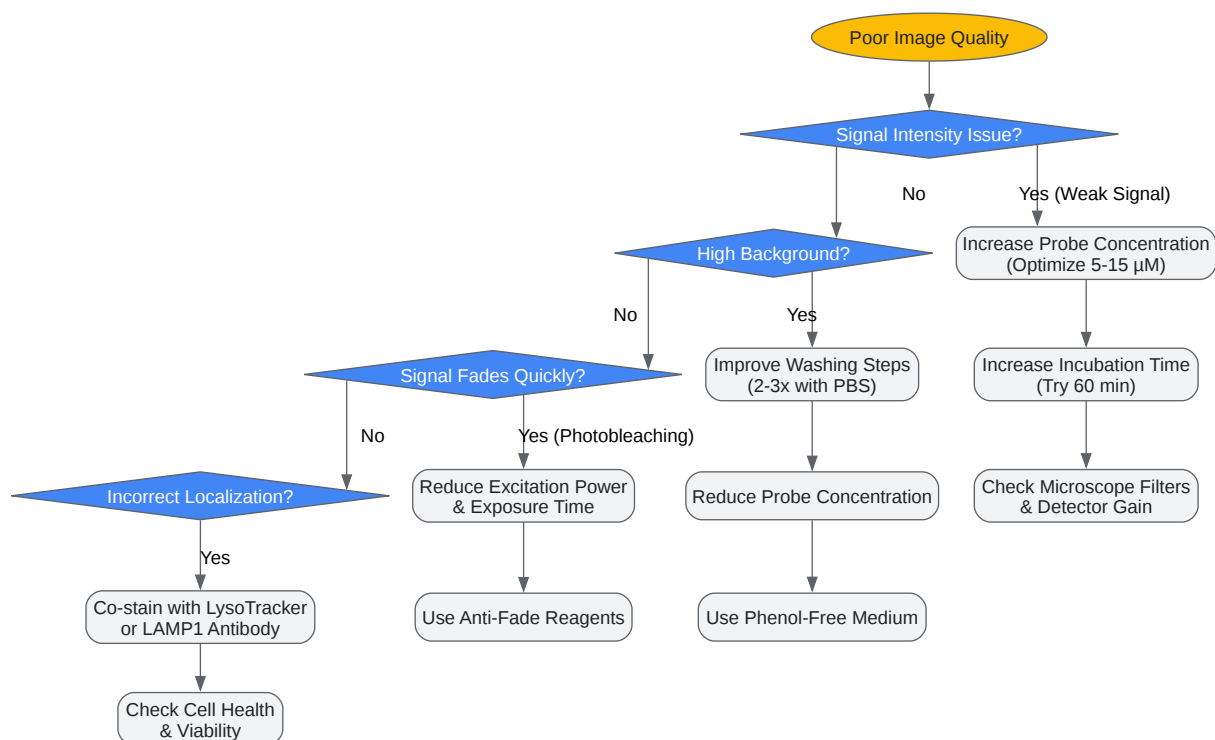 Poor Image Quality
Signal Intensity Issue?
No
Yes (Weak Signal)
High Background?
Increase Probe Concentration
(Optimize 5-15 µM)
No
Yes
Signal Fades Quickly?
Improve Washing Steps
(2-3x with PBS)
Increase Incubation Time
(Try 60 min)
No
Yes (Photobleaching)
Incorrect Localization?
Reduce Excitation Power
& Exposure Time
Reduce Probe Concentration
Check Microscope Filters
& Detector Gain
Yes
Co-stain with LysoTracker
or LAMP1 Antibody
Use Anti-Fade Reagents
Use Phenol-Free Medium
Check Cell Health
& Viability